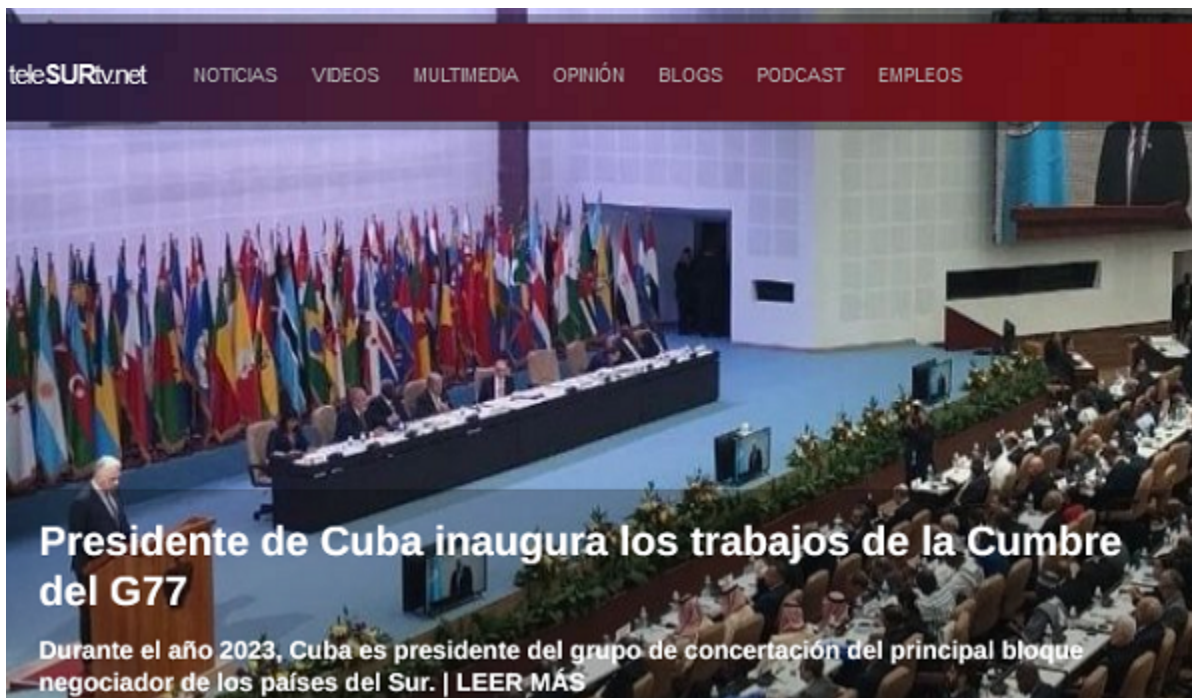 teleSURtv.net NOTICIAS VIDEOS MULTIMEDIA OPINIÓN BLOGS PODCAST EMPLEOS
Presidente de Cuba inaugura los trabajos de la Cumbre
del G77
Durante el año 2023, Cuba es presidente del grupo de concertación del principal bloque
negociador de los países del Sur. | LEER MÁS